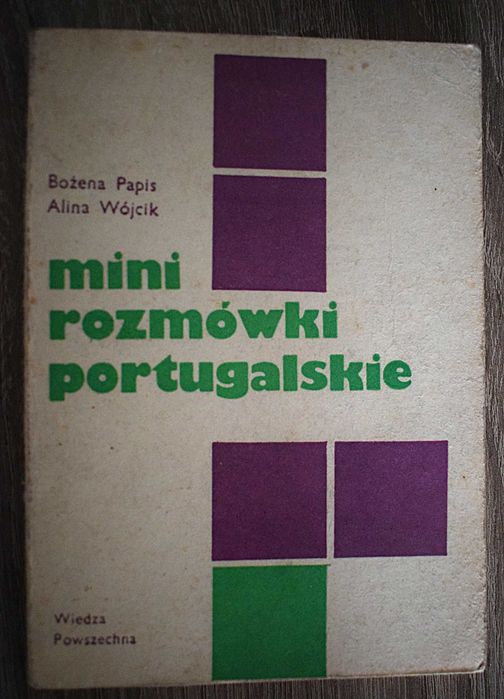 Bożena Papis
Alina Wójcik
mini
rozmówki
portugalskie
Wiedza
Powszechna